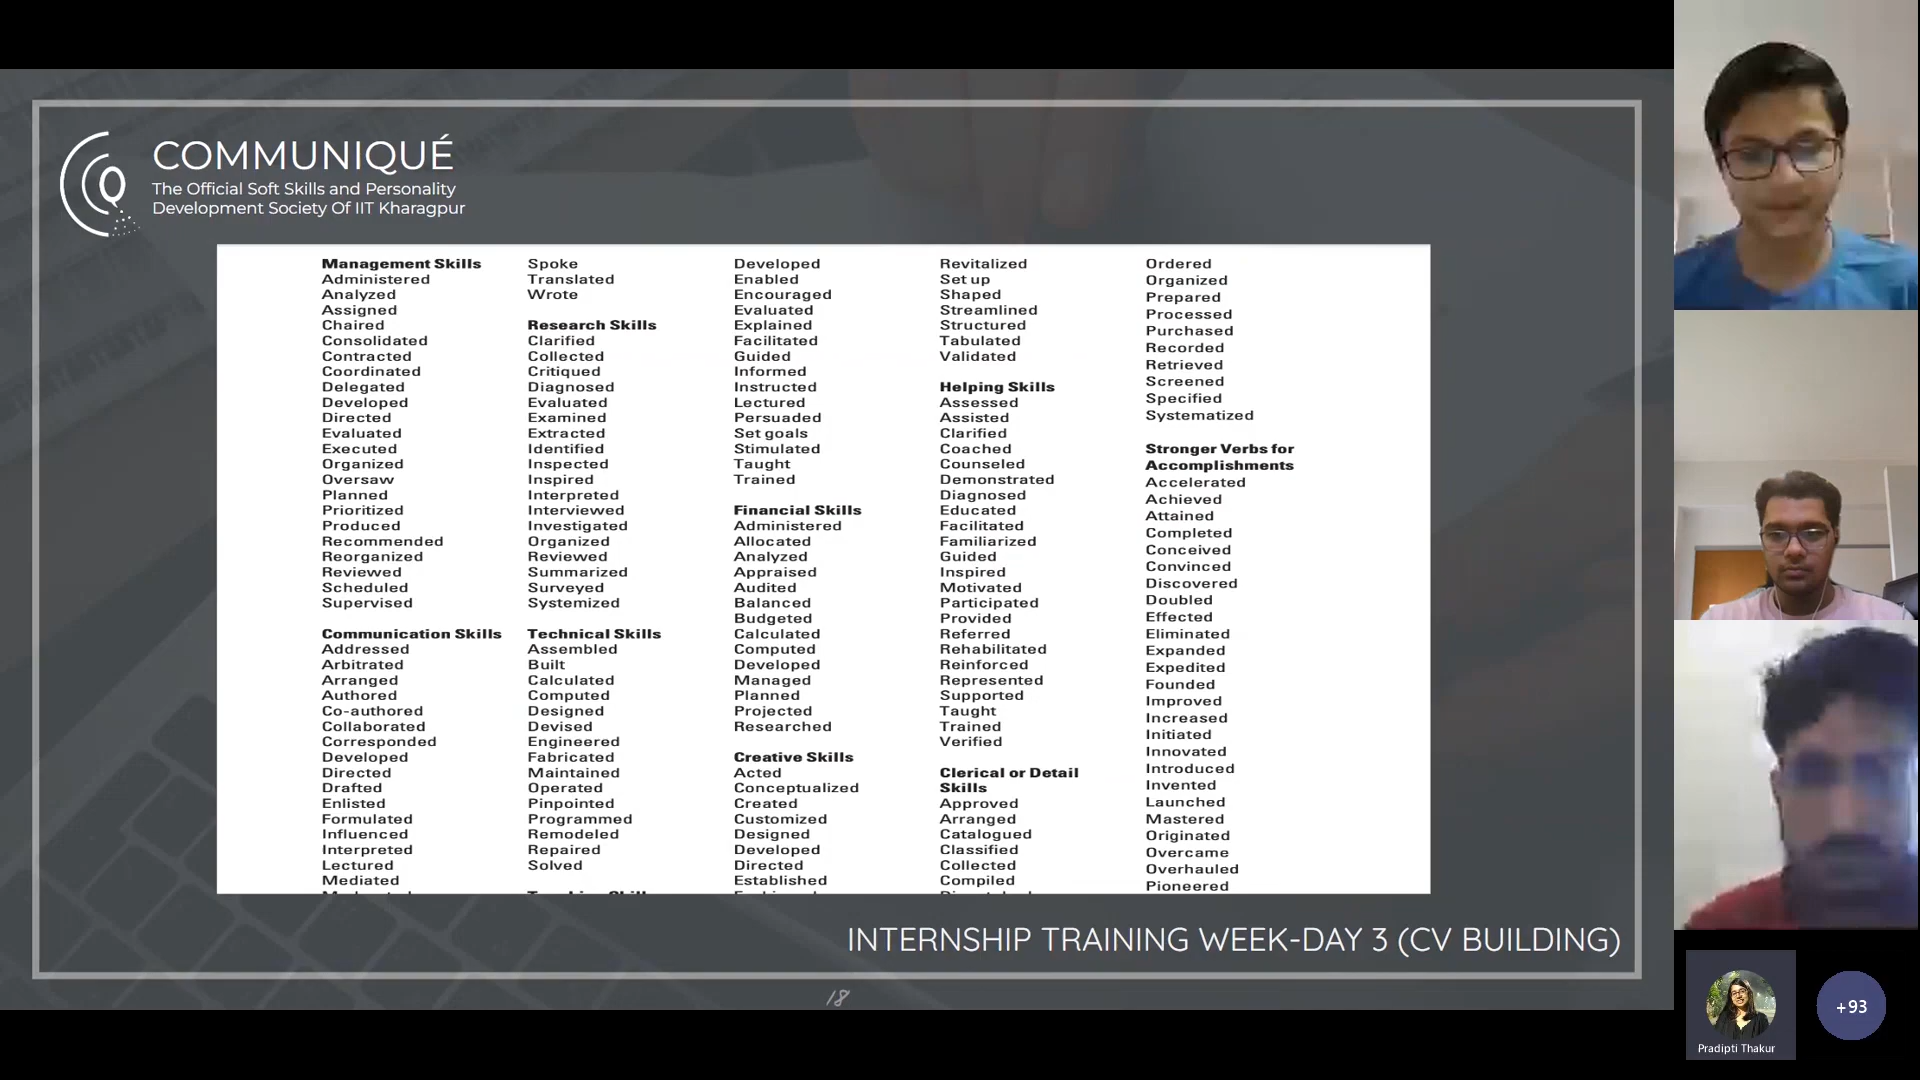 COMMUNIQUÉ
The Official Soft Skills and Personality
Development Society Of IIT Kharagpur
Management Skills
Administered
Analyzed
Assigned
Chaired
Consolidated
Contracted
Coordinated
Delegated
Developed
Directed
Evaluated
Executed
Organized
Oversaw
Planned
Prioritized
Produced
Recommended
Reorganized
Reviewed
Scheduled
Supervised
Communication Skills
Addressed
Arbitrated
Arranged
Authored
Co-authored
Collaborated
Corresponded
Developed
Directed
Drafted
Enlisted
Formulated
Influenced
Interpreted
Lectured
Mediated
Spoke
Translated
Wrote
Research Skills
Clarified
Collected
Critiqued
Diagnosed
Evaluated
Examined
Extracted
Identified
Inspected
Inspired
Interpreted
Interviewed
Investigated
Organized
Reviewed
Summarized
Surveyed
Systemized
Technical Skills
Assembled
Built
Calculated
Computed
Designed
Devised
Engineered
Fabricated
Maintained
Operated
Pinpointed
Programmed
Remodeled
Repaired
Solved
Developed
Enabled
Encouraged
Evaluated
Explained
Facilitated
Guided
Informed
Instructed
Lectured
Persuaded
Set goals
Stimulated
Taught
Trained
Financial Skills
Administered
Allocated
Analyzed
Appraised
Audited
Balanced
Budgeted
Calculated
Computed
Developed
Managed
Planned
Projected
Researched
Creative Skills
Acted
Conceptualized
Created
Customized
Designed
Developed
Directed
Established
Revitalized
Set up
Shaped
Streamlined
Structured
Tabulated
Validated
Helping Skills
Assessed
Assisted
Clarified
Coached
Counseled
Demonstrated
Diagnosed
Educated
Facilitated
Familiarized
Guided
Inspired
Motivated
Participated
Provided
Referred
Rehabilitated
Reinforced
Represented
Supported
Taught
Trained
Verified
Clerical or Detail
Skills
Approved
Arranged
Catalogued
Classified
Collected
Compiled
Ordered
Organized
Prepared
Processed
Purchased
Recorded
Retrieved
Screened
Specified
Systematized
Stronger Verbs for
Accomplishments
Accelerated
Achieved
Attained
Completed
Conceived
Convinced
Discovered
Doubled
Effected
Eliminated
Expanded
Expedited
Founded
Improved
Increased
Initiated
Innovated
Introduced
Invented
Launched
Mastered
Originated
Overcame
Overhauled
Pioneered
INTERNSHIP TRAINING WEEK-DAY 3 (CV BUILDING)
18
Pradipti Thakur
+93